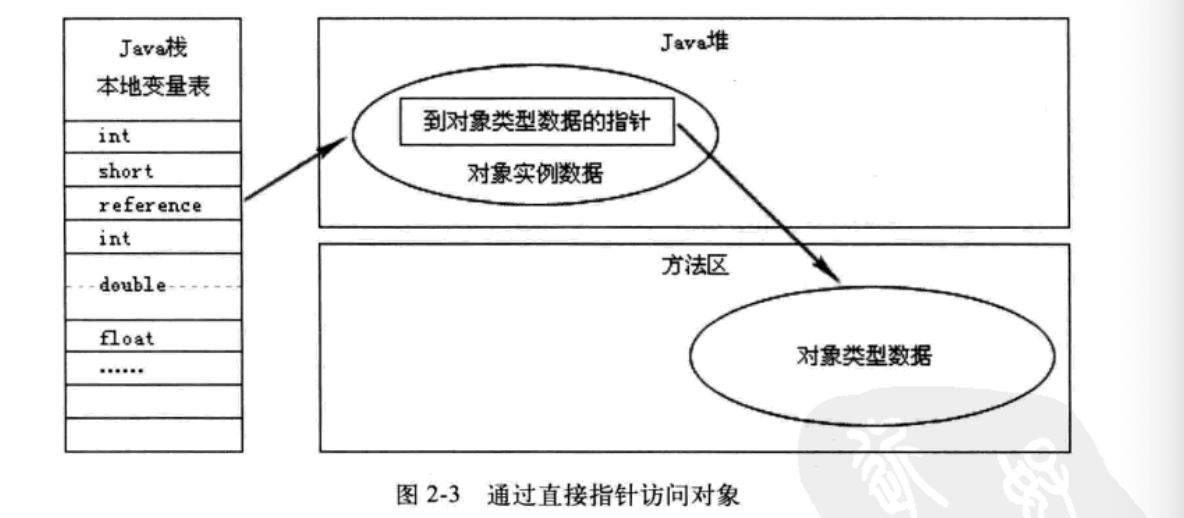 Java栈
本地变量表
int
short
reference
int
double
float
......
Java堆
到对象类型数据的指针
对象实例数据
方法区
对象类型数据
图 2-3 通过直接指针访问对象